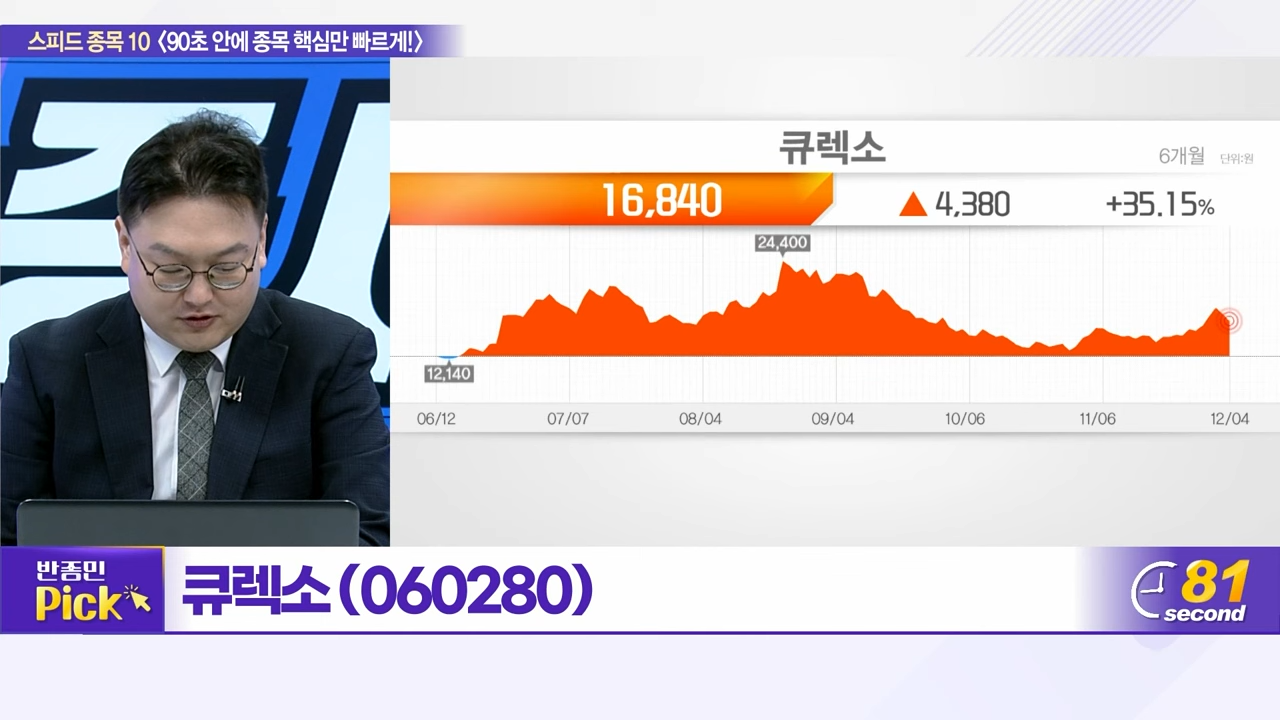 스피드 종목 10 〈90초 안에 종목 핵심만 빠르게!〉
큐렉소
6개월 단위:원
16,840 ▲ 4,380 +35.15%
24,400
12,140
06/12 07/07 08/04 09/04 10/06 11/06 12/04
반종민
Pick
큐렉소 (060280)
81
second